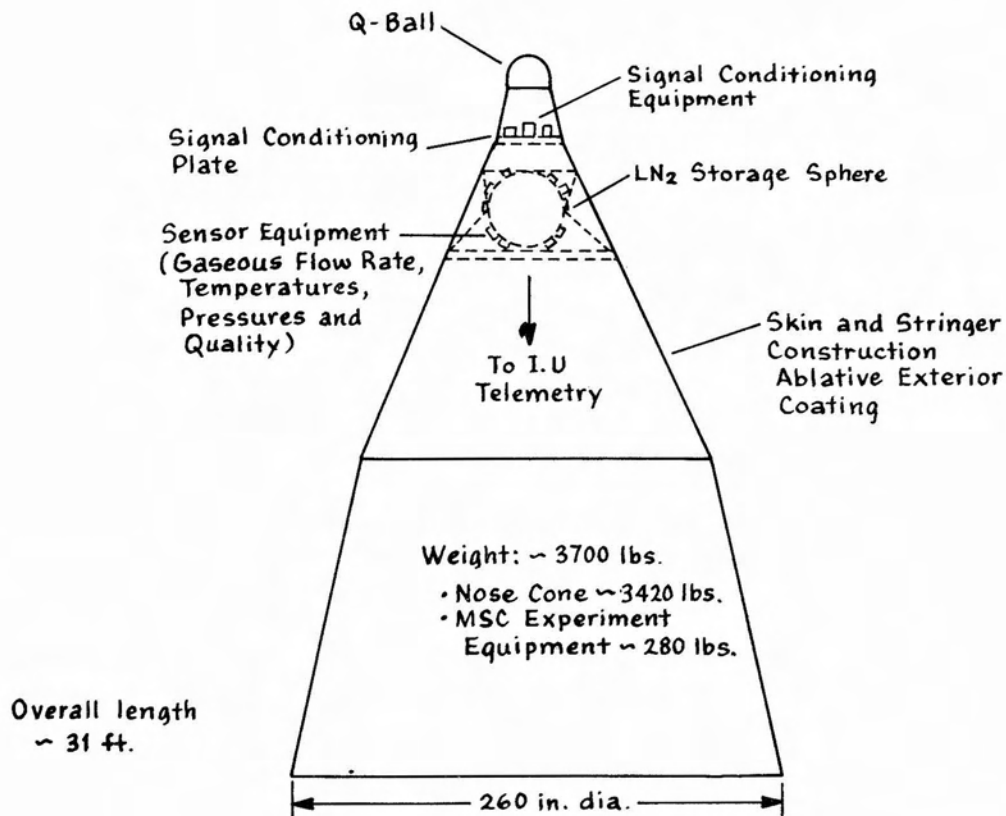 Q-Ball
Signal Conditioning
Equipment
Signal Conditioning
Plate
LN₂ Storage Sphere
Sensor Equipment
(Gaseous Flow Rate,
Temperatures,
Pressures and
Quality)
To I.U
Telemetry
Skin and Stringer
Construction
Ablative Exterior
Coating
Weight: ~ 3700 lbs.
• Nose Cone ~ 3420 lbs.
• MSC Experiment
Equipment ~ 280 lbs.
Overall length
~ 31 ft.
260 in. dia.